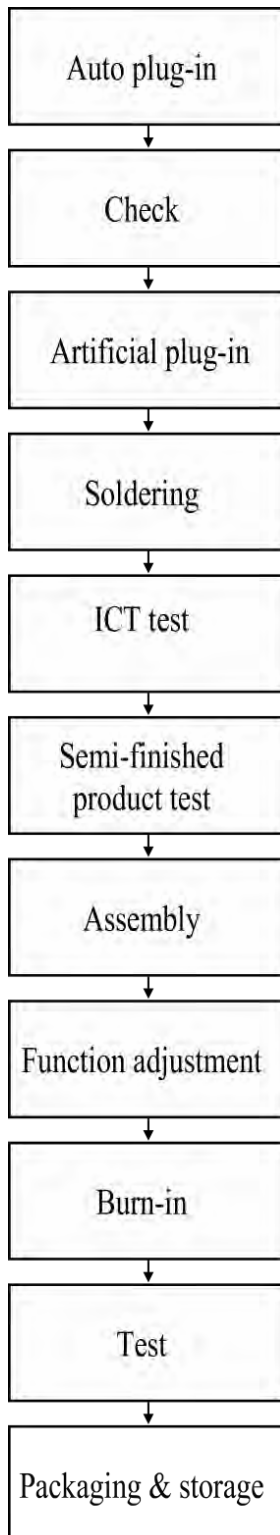 Auto plug-in
Check
Artificial plug-in
Soldering
ICT test
Semi-finished
product test
Assembly
Function adjustment
Burn-in
Test
Packaging & storage